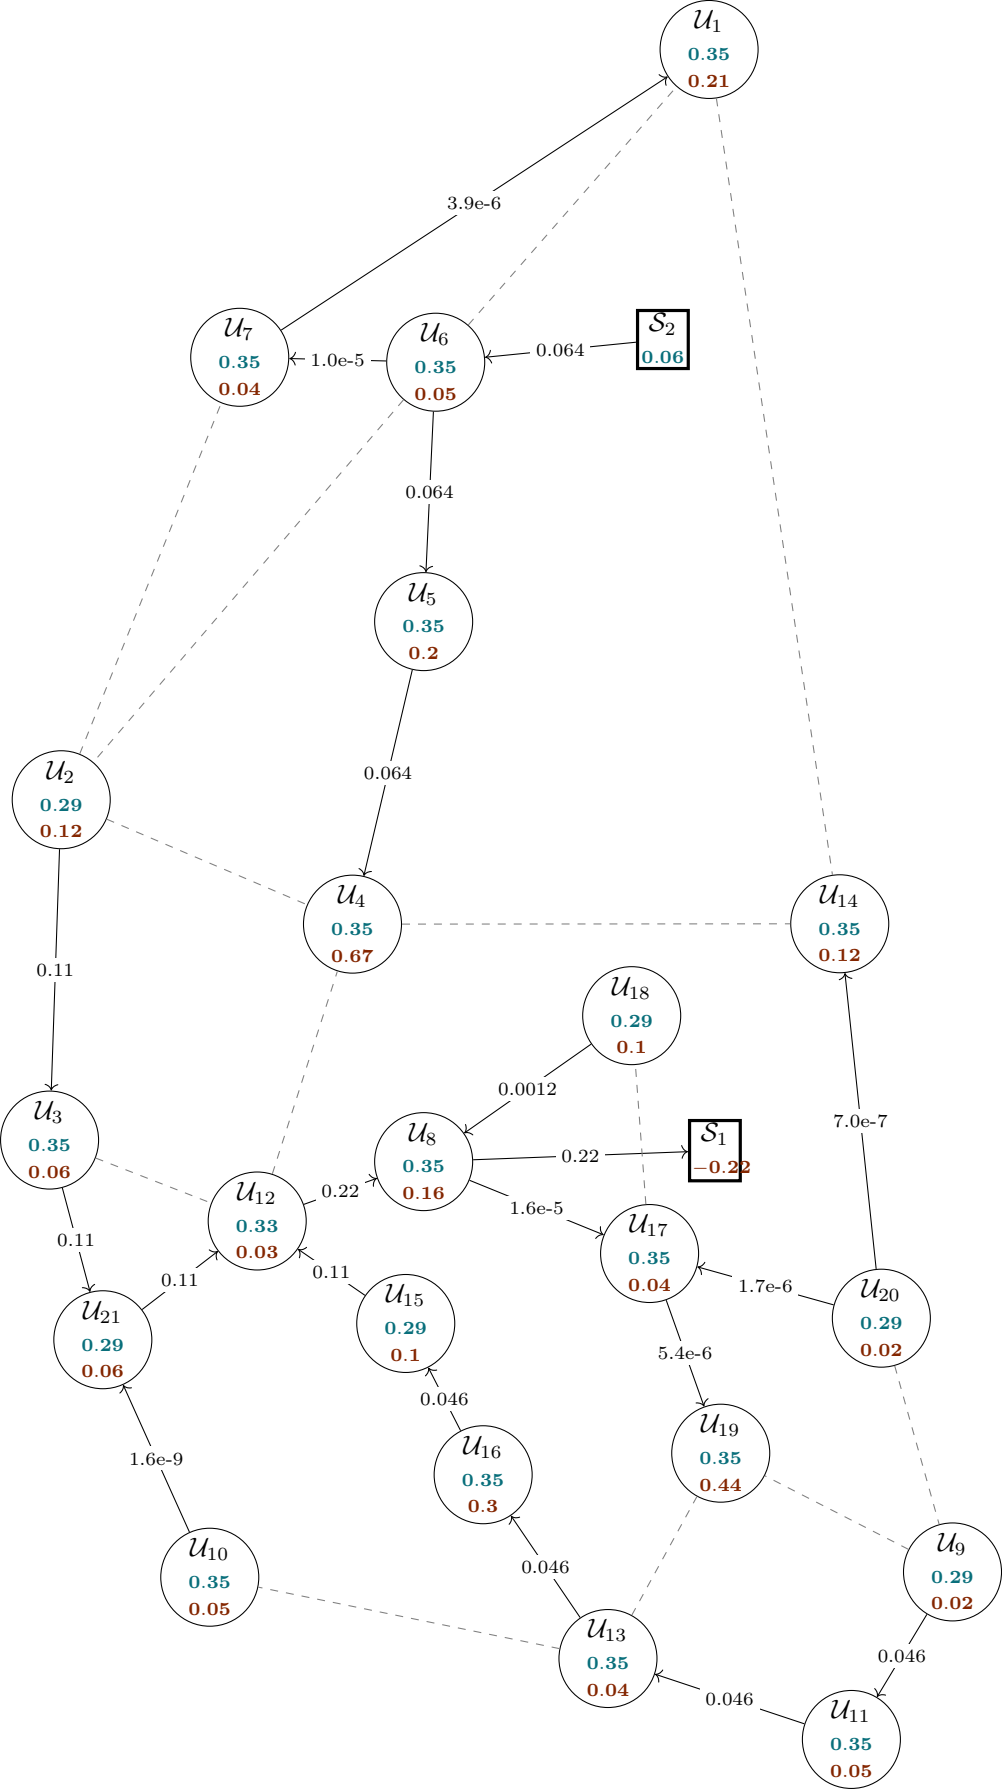 𝒰₁
0.35
0.21
3.9e-6
𝒰₇
0.35
0.04
1.0e-5
𝒰₆
0.35
0.05
0.064
𝒮₂
0.06
0.064
𝒰₅
0.35
0.2
0.064
𝒰₂
0.29
0.12
𝒰₄
0.35
0.67
𝒰₁₄
0.35
0.12
0.11
𝒰₁₈
0.29
0.1
0.0012
7.0e-7
𝒰₃
0.35
0.06
𝒰₈
0.35
0.16
0.22
𝒮₁
−0.22
𝒰₁₂
0.33
0.03
0.22
1.6e-5
𝒰₁₇
0.35
0.04
0.11
0.11
0.11
1.7e-6
𝒰₂₀
0.29
0.02
𝒰₂₁
0.29
0.06
𝒰₁₅
0.29
0.1
5.4e-6
0.046
𝒰₁₉
0.35
0.44
1.6e-9
𝒰₁₆
0.35
0.3
𝒰₁₀
0.35
0.05
0.046
𝒰₉
0.29
0.02
𝒰₁₃
0.35
0.04
0.046
0.046
𝒰₁₁
0.35
0.05